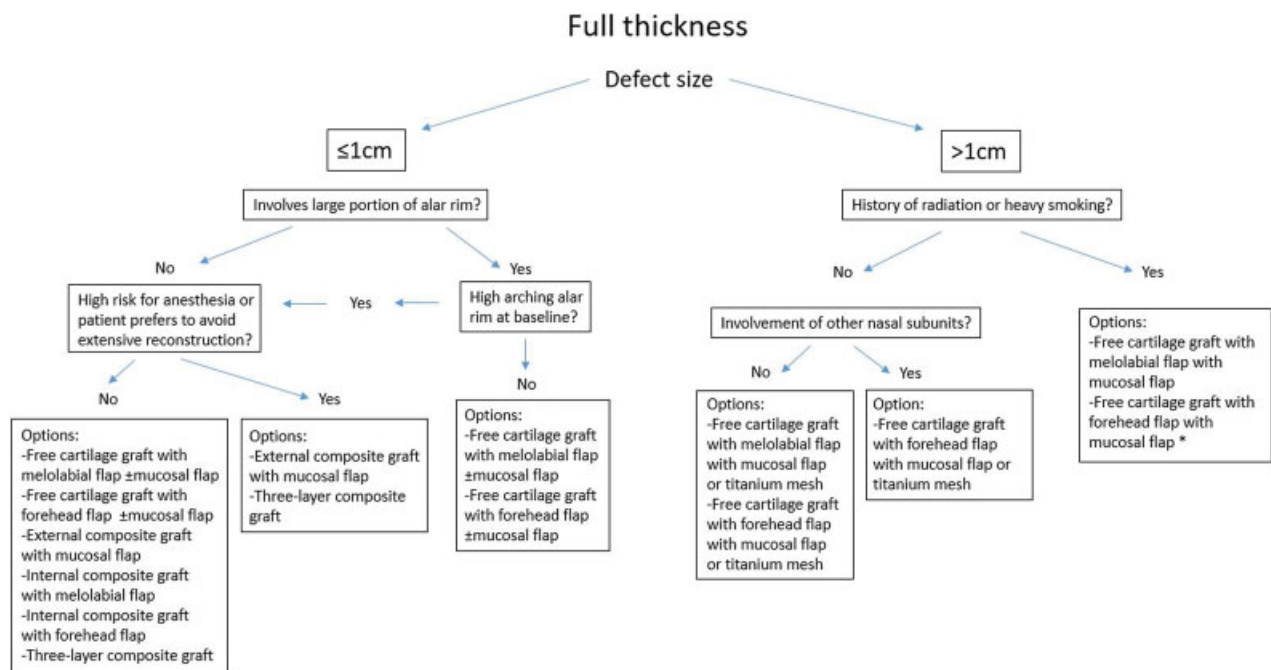 Full thickness
Defect size
≤1cm
>1cm
Involves large portion of alar rim?
History of radiation or heavy smoking?
No
Yes
No
Yes
High risk for anesthesia or
patient prefers to avoid
extensive reconstruction?
Yes
High arching alar
rim at baseline?
Involvement of other nasal subunits?
Options:
-Free cartilage graft with
melolabial flap with
mucosal flap
-Free cartilage graft with
forehead flap with
mucosal flap *
No
Yes
No
No
Yes
Options:
-Free cartilage graft with
melolabial flap ±mucosal flap
-Free cartilage graft with
forehead flap ±mucosal flap
-External composite graft
with mucosal flap
-Internal composite graft
with melolabial flap
-Internal composite graft
with forehead flap
-Three-layer composite graft
Options:
-External composite graft
with mucosal flap
-Three-layer composite
graft
Options:
-Free cartilage graft
with melolabial flap
±mucosal flap
-Free cartilage graft
with forehead flap
±mucosal flap
Options:
-Free cartilage graft
with melolabial flap
with mucosal flap
or titanium mesh
-Free cartilage graft
with forehead flap
with mucosal flap
or titanium mesh
Option:
-Free cartilage graft
with forehead flap
with mucosal flap or
titanium mesh